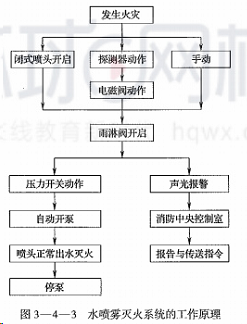 发生火灾
闭式喷头开启
探测器动作
手动
电磁阀动作
雨淋阀开启
压力开关动作
声光报警
自动开泵
消防中央控制室
喷头正常出水灭火
报告与传送指令
停泵
图3—4—3 水喷雾灭火系统的工作原理
hqwx.c